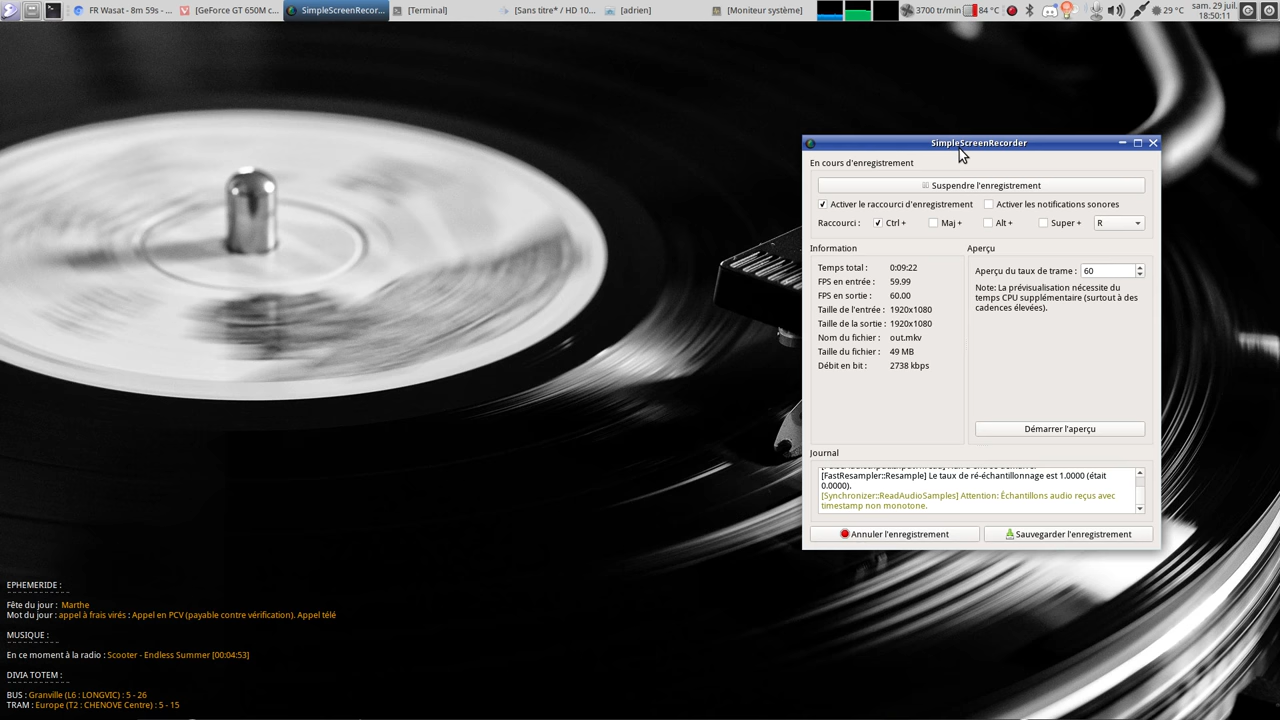 FR Wasat - 8m 59s - ...
[GeForce GT 650M c...
SimpleScreenRecor...
[Terminal]
[Sans titre* / HD 10...
[adrien]
[Moniteur système]
3700 tr/min
84 °C
29 °C
sam. 29 juil.
18:50:11
SimpleScreenRecorder
En cours d'enregistrement
Suspendre l'enregistrement
Activer le raccourci d'enregistrement
Activer les notifications sonores
Raccourci :
Ctrl +
Maj +
Alt +
Super +
R
Information
Temps total : 0:09:22
FPS en entrée : 59.99
FPS en sortie : 60.00
Taille de l'entrée : 1920x1080
Taille de la sortie : 1920x1080
Nom du fichier : out.mkv
Taille du fichier : 49 MB
Débit en bit : 2738 kbps
Aperçu
Aperçu du taux de trame : 60
Note: La prévisualisation nécessite du
temps CPU supplémentaire (surtout à des
cadences élevées).
Démarrer l'aperçu
Journal
[FastResampler::Resample] Le taux de ré-échantillonnage est 1.0000 (était
0.0000).
[Synchronizer::ReadAudioSamples] Attention: Échantillons audio reçus avec
timestamp non monotone.
Annuler l'enregistrement
Sauvegarder l'enregistrement
EPHEMERIDE :
Fête du jour : Marthe
Mot du jour : appel à frais virés : Appel en PCV (payable contre vérification). Appel télé
MUSIQUE :
En ce moment à la radio : Scooter - Endless Summer [00:04:53]
DIVIA TOTEM :
BUS : Granville (L6 : LONGVIC) : 5 - 26
TRAM : Europe (T2 : CHENOVE Centre) : 5 - 15